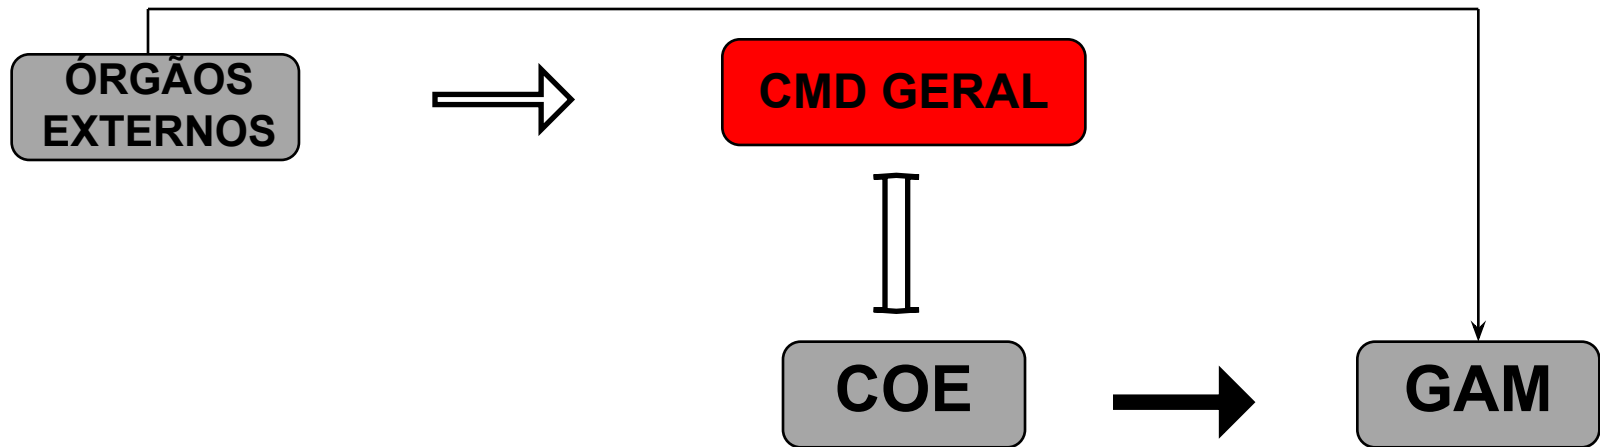 ÓRGÃOS
EXTERNOS
CMD GERAL
COE
GAM